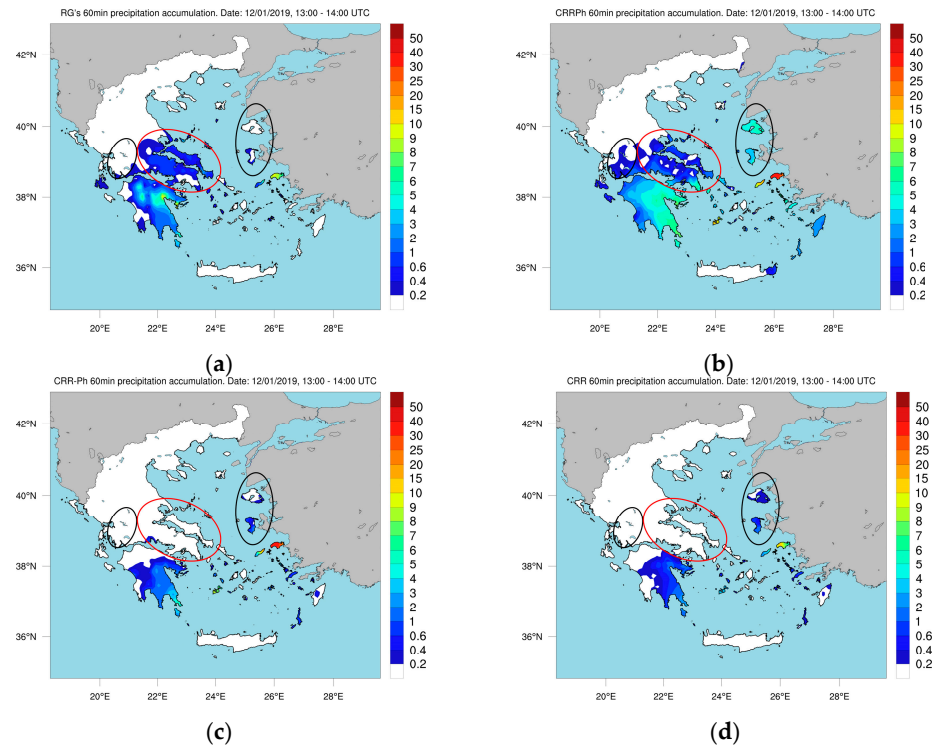 RG's 60min precipitation accumulation. Date: 12/01/2019, 13:00 - 14:00 UTC
42°N
40°N
38°N
36°N
20°E 22°E 24°E 26°E 28°E
50
40
30
25
20
15
10
9
8
7
5
4
3
2
1
0.6
0.4
0.2
(a)
CRRPh 60min precipitation accumulation. Date: 12/01/2019, 13:00 - 14:00 UTC
42°N
40°N
38°N
36°N
20°E 22°E 24°E 26°E 28°E
50
40
30
25
20
15
10
9
8
7
5
4
3
2
1
0.6
0.4
0.2
(b)
CRR-Ph 60min precipitation accumulation. Date: 12/01/2019, 13:00 - 14:00 UTC
42°N
40°N
38°N
36°N
20°E 22°E 24°E 26°E 28°E
50
40
30
25
20
15
10
9
8
7
5
4
3
2
1
0.6
0.4
0.2
(c)
CRR 60min precipitation accumulation. Date: 12/01/2019, 13:00 - 14:00 UTC
42°N
40°N
38°N
36°N
20°E 22°E 24°E 26°E 28°E
50
40
30
25
20
15
10
9
8
7
5
4
3
2
1
0.6
0.4
0.2
(d)